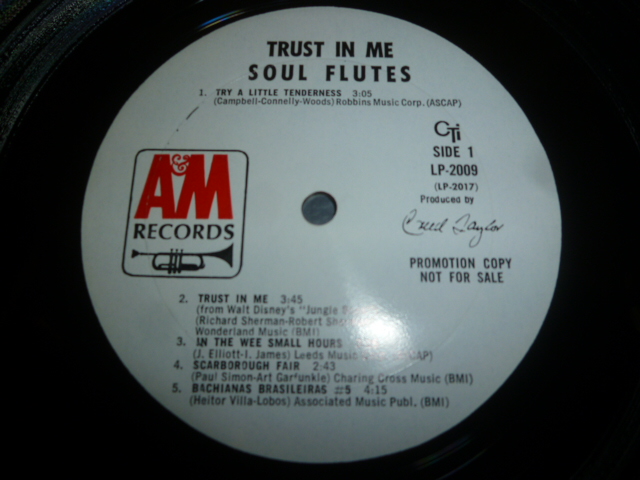 TRUST IN ME
SOUL FLUTES
1. TRY A LITTLE TENDERNESS 3:05
(Campbell-Connelly-Woods) Robbins Music Corp. (ASCAP)
CTi
SIDE 1
LP-2009
(LP-2017)
Produced by
Creed Taylor
A&M
RECORDS
PROMOTION COPY
NOT FOR SALE
2. TRUST IN ME 3:45
(from Walt Disney's "Jungle
(Richard Sherman-Robert
Wonderland Music (BMI)
3. IN THE WEE SMALL HOURS
(J. Elliott-I. James) Leeds Music
4. SCARBOROUGH FAIR 2:43
(Paul Simon-Art Garfunkle) Charing Cross Music (BMI)
5. BACHIANAS BRASILEIRAS #5 4:15
(Heitor Villa-Lobos) Associated Music Publ. (BMI)